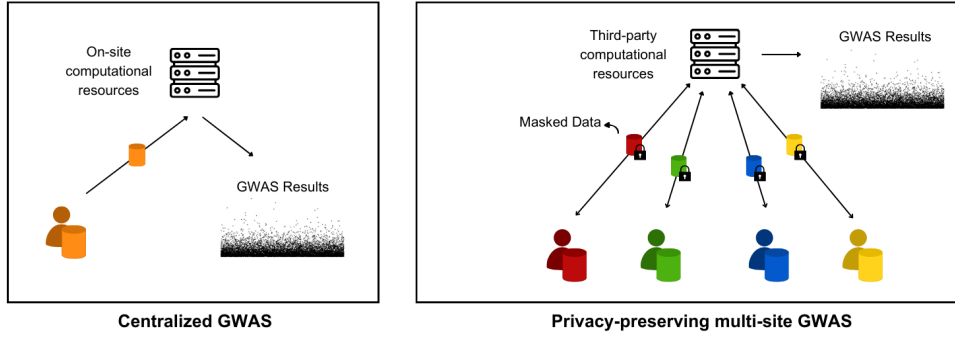 On-site
computational
resources
GWAS Results
Centralized GWAS
Third-party
computational
resources
GWAS Results
Masked Data
Privacy-preserving multi-site GWAS